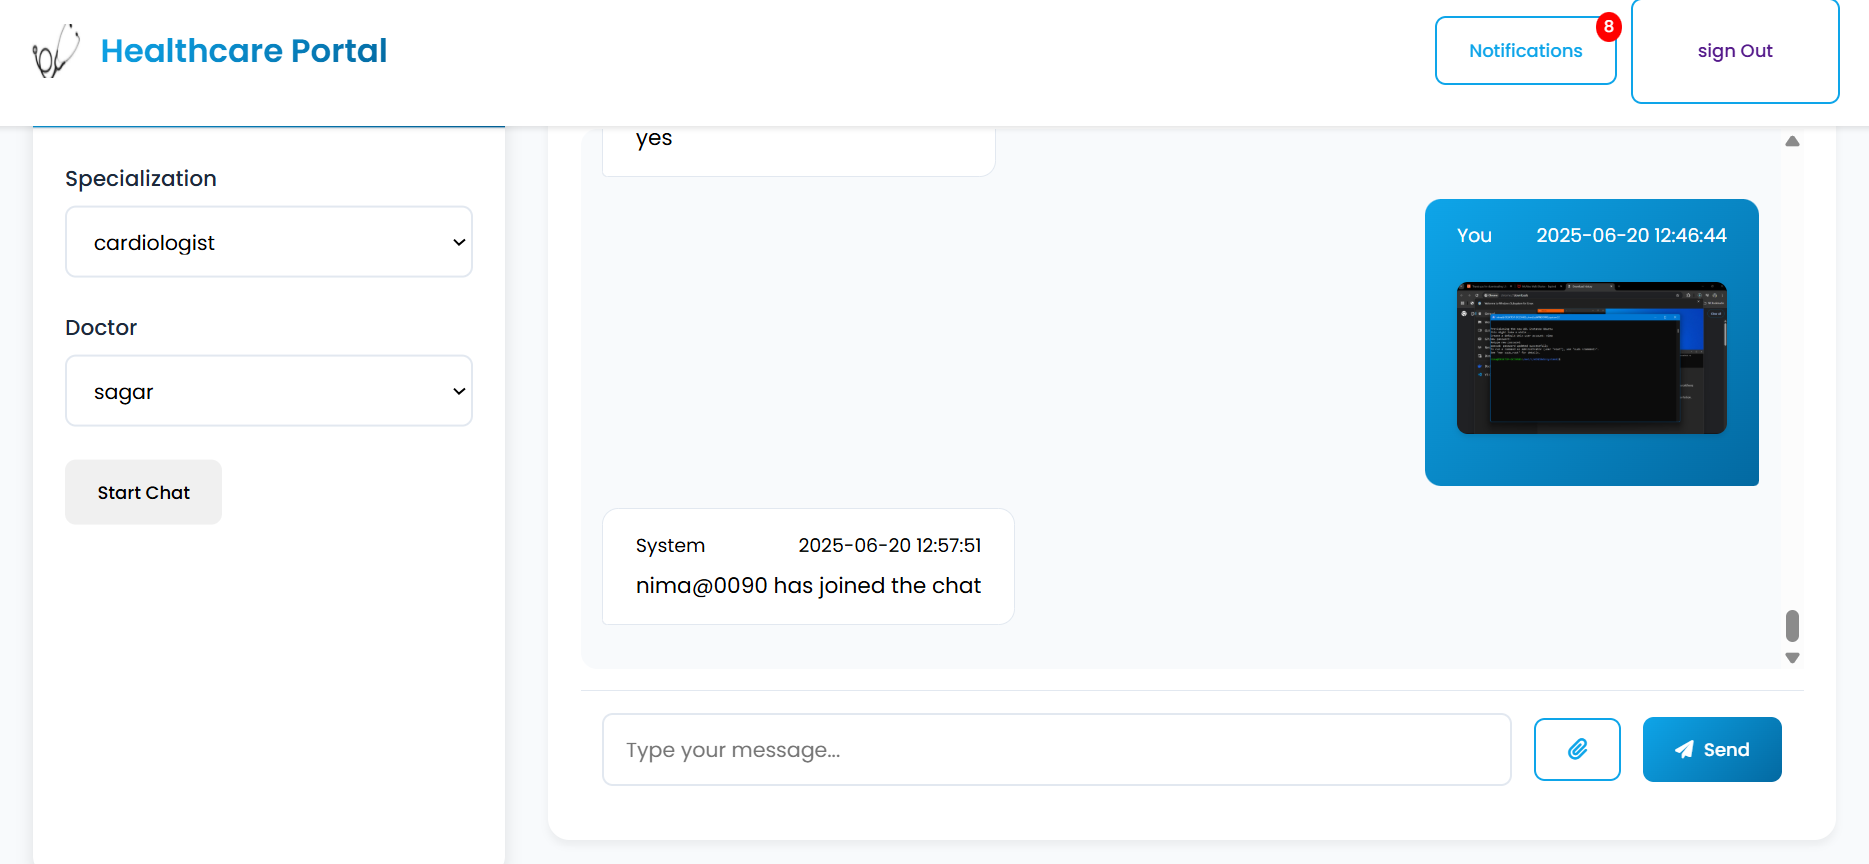 Healthcare Portal
Notifications
8
sign Out
Specialization
cardiologist
Doctor
sagar
Start Chat
yes
You 2025-06-20 12:46:44
System 2025-06-20 12:57:51
nima@0090 has joined the chat
Type your message...
Send